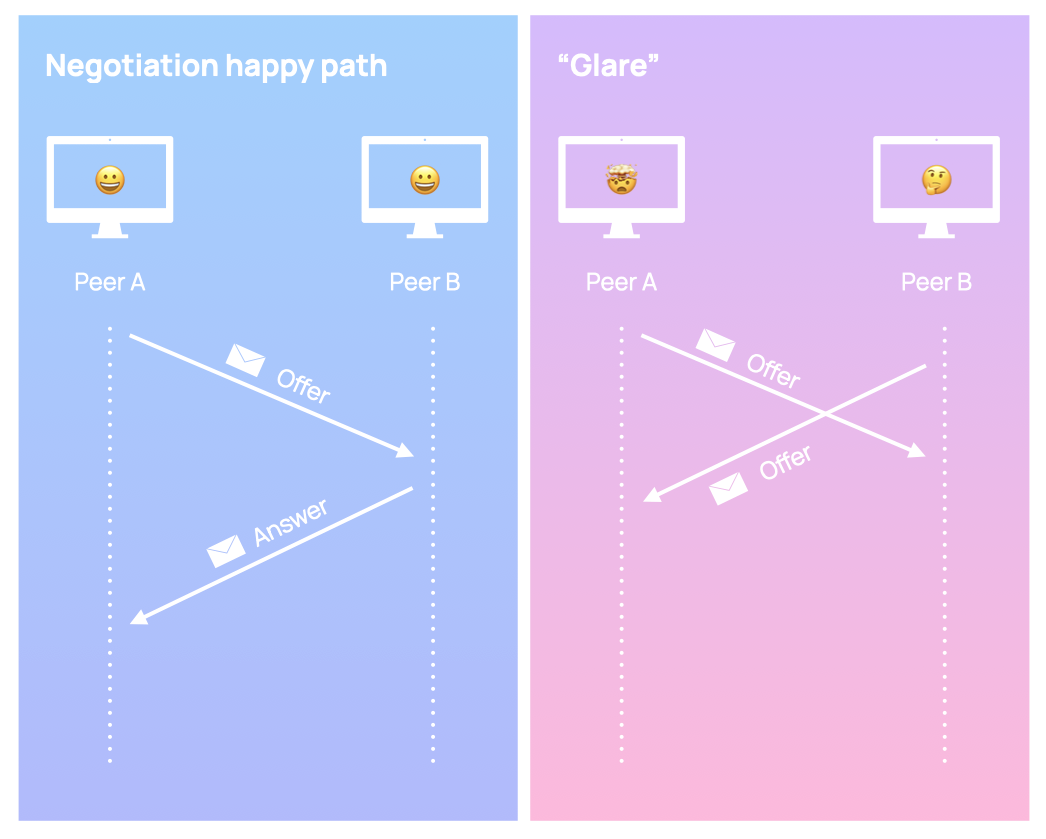 Negotiation happy path
Peer A
Peer B
Offer
Answer
“Glare”
Peer A
Peer B
Offer
Offer